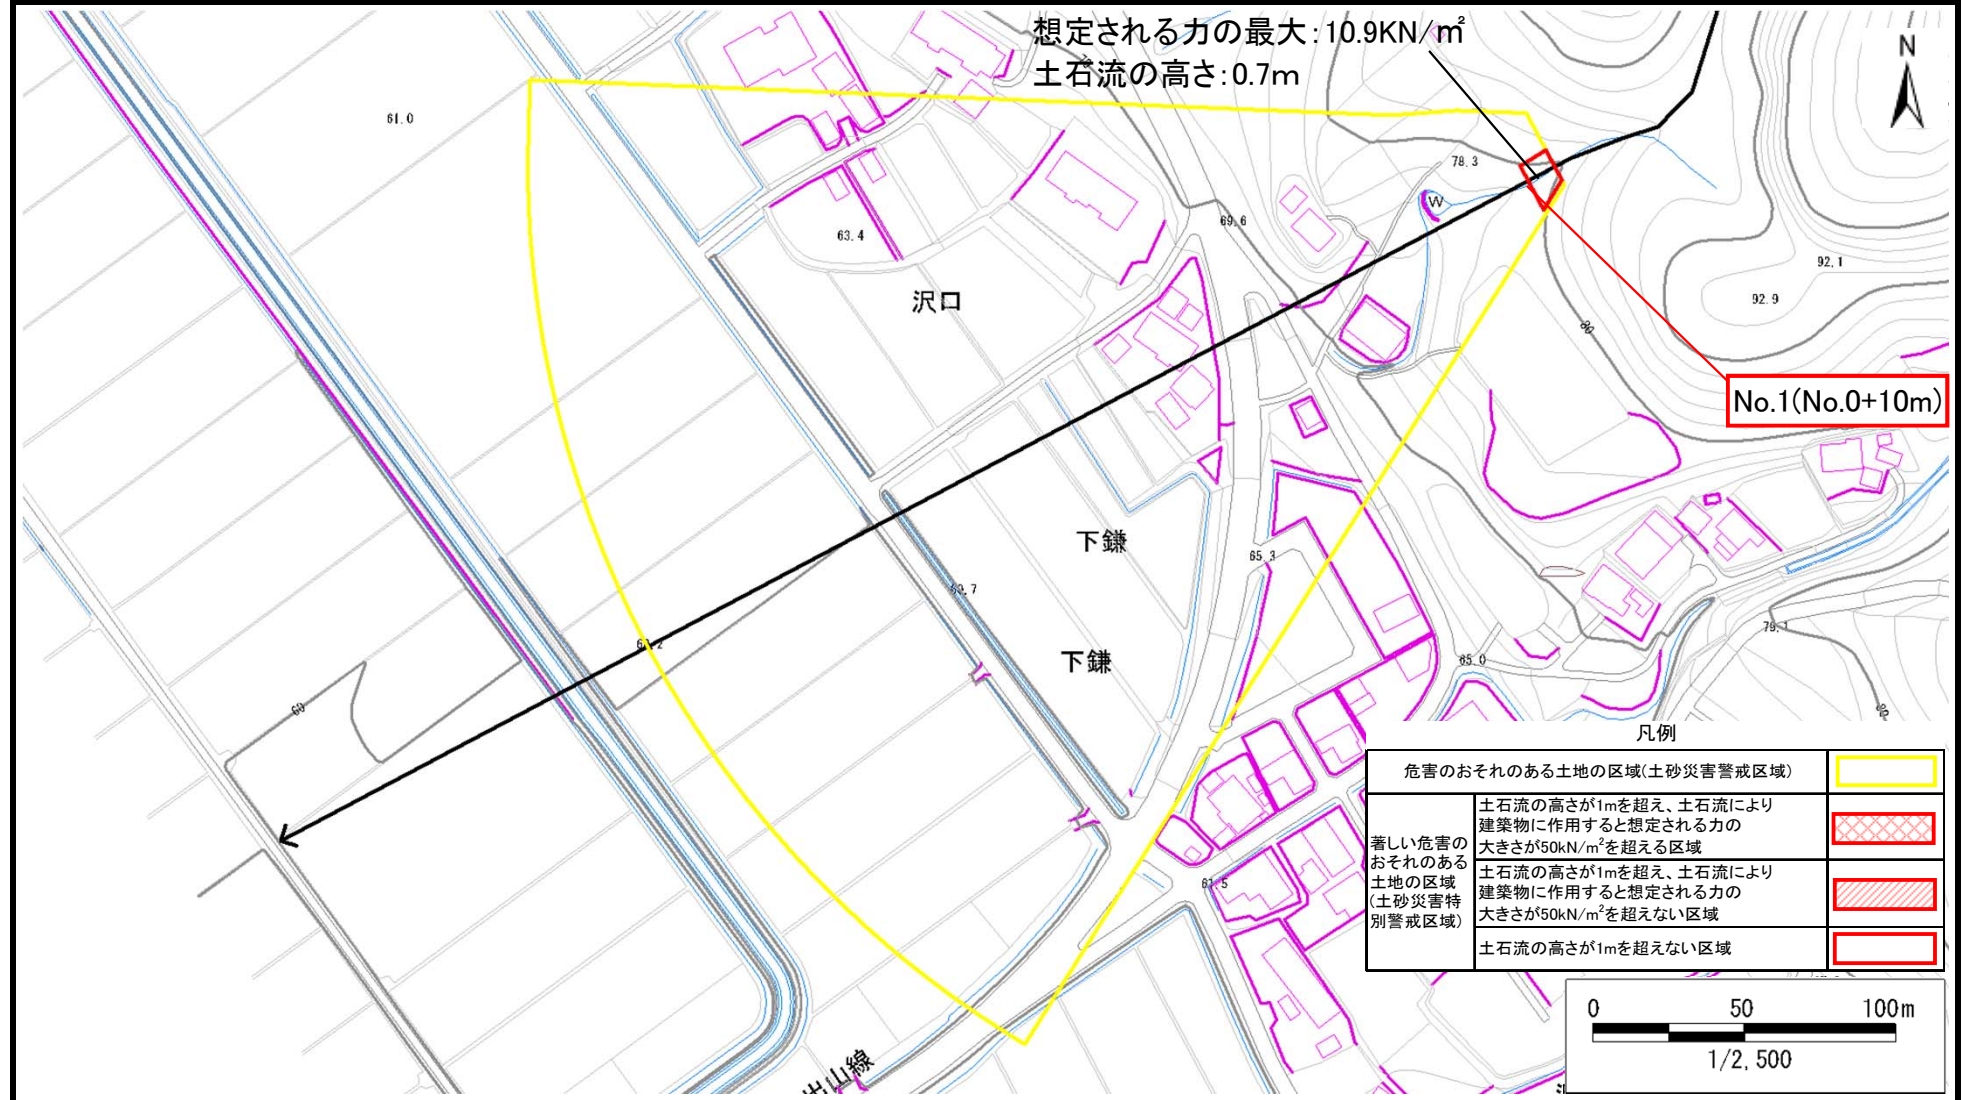 想定される力の最大:10.9KN/㎡
土石流の高さ:0.7m
N
61.0
78.3
W
69.6
63.4
92.1
92.9
沢口
80
No.1(No.0+10m)
下鎌
65.3
下鎌
65.0
79.1
60
80
61.5
出山線
凡例
危害のおそれのある土地の区域(土砂災害警戒区域)
著しい危害の
おそれのある
土地の区域
(土砂災害特
別警戒区域)
土石流の高さが1mを超え、土石流により
建築物に作用すると想定される力の
大きさが50kN/m²を超える区域
土石流の高さが1mを超え、土石流により
建築物に作用すると想定される力の
大きさが50kN/m²を超えない区域
土石流の高さが1mを超えない区域
0 50 100m
1/2,500